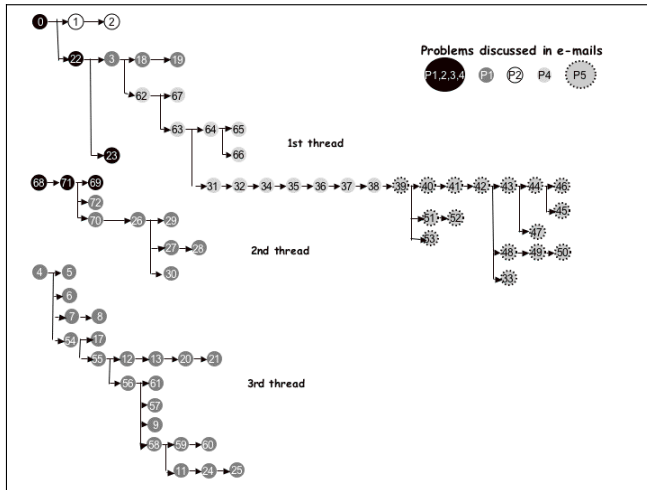 0 1 2
Problems discussed in e-mails
22 3 18 19
P1,2,3,4 P1 P2 P4 P5
62 67
63 64 65
1st thread
23 66
68 71 69 31 32 34 35 36 37 38 39 40 41 42 43 44 46
72
70 26 29 51 52 45
47
53
27 28 2nd thread 48 49 50
4 5 30 33
6
7 8
54 17
55 12 13 20 21
56 61 3rd thread
57
9
58 59 60
11 24 25